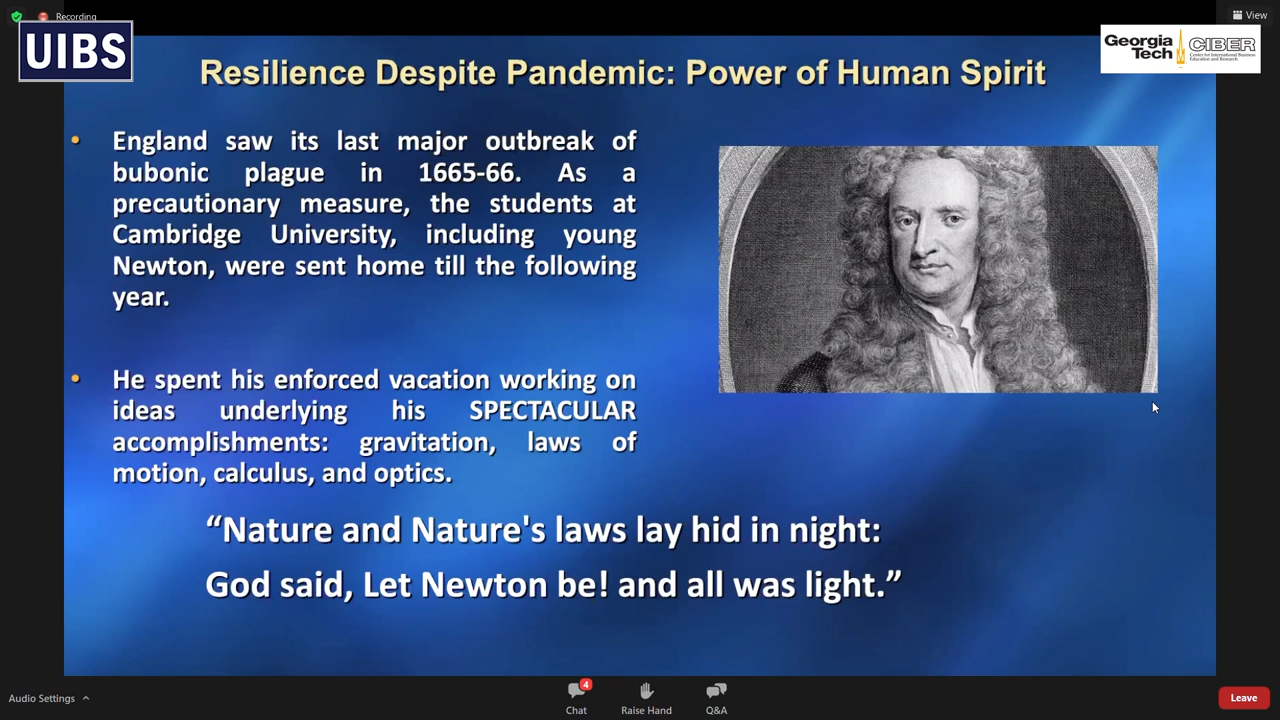 Recording
View
UIBS
Georgia
Tech
CIBER
Center for International Business
Education and Research
Resilience Despite Pandemic: Power of Human Spirit
• England saw its last major outbreak of
bubonic plague in 1665-66. As a
precautionary measure, the students at
Cambridge University, including young
Newton, were sent home till the following
year.
• He spent his enforced vacation working on
ideas underlying his SPECTACULAR
accomplishments: gravitation, laws of
motion, calculus, and optics.
“Nature and Nature's laws lay hid in night:
God said, Let Newton be! and all was light.”
Audio Settings
4
Chat
Raise Hand
Q&A
Leave